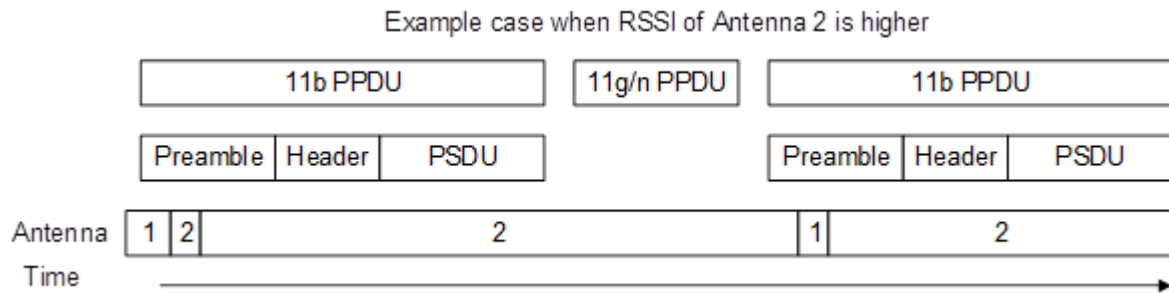 Example case when RSSI of Antenna 2 is higher
11b PPDU 11g/n PPDU 11b PPDU
Preamble Header PSDU Preamble Header PSDU
Antenna 1 2 2 1 2
Time